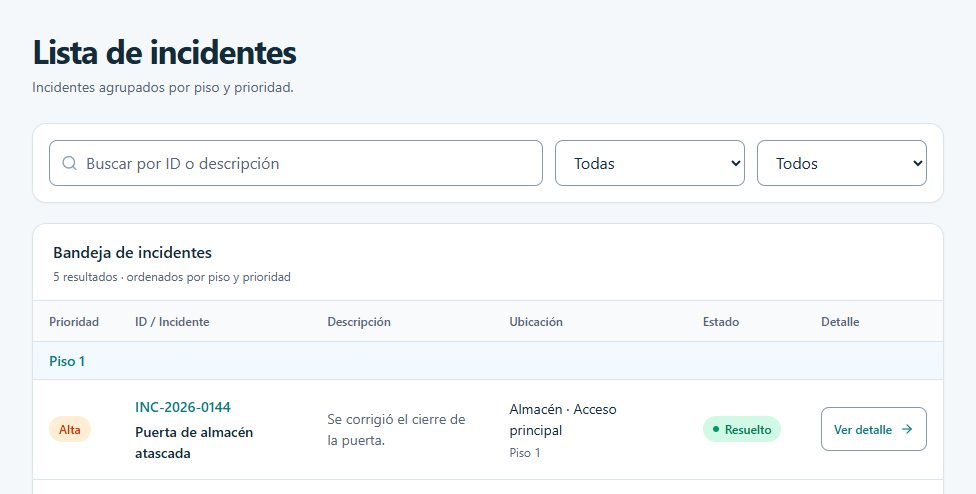 Lista de incidentes
Incidentes agrupados por piso y prioridad.
Buscar por ID o descripción
Todas
Todos
Bandeja de incidentes
5 resultados · ordenados por piso y prioridad
Prioridad
ID / Incidente
Descripción
Ubicación
Estado
Detalle
Piso 1
Alta
INC-2026-0144
Puerta de almacén
atascada
Se corrigió el cierre de
la puerta.
Almacén · Acceso
principal
Piso 1
Resuelto
Ver detalle